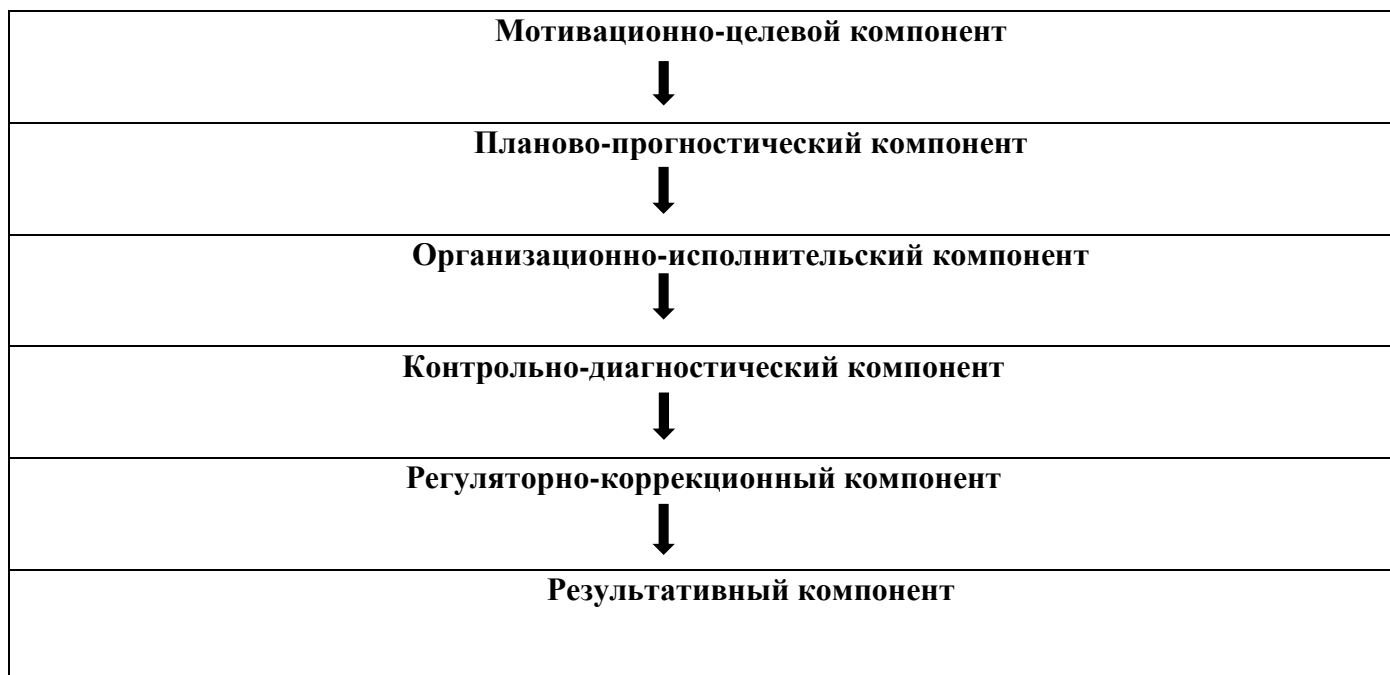 Мотивационно-целевой компонент
Планово-прогностический компонент
Организационно-исполнительский компонент
Контрольно-диагностический компонент
Регуляторно-коррекционный компонент
Результативный компонент